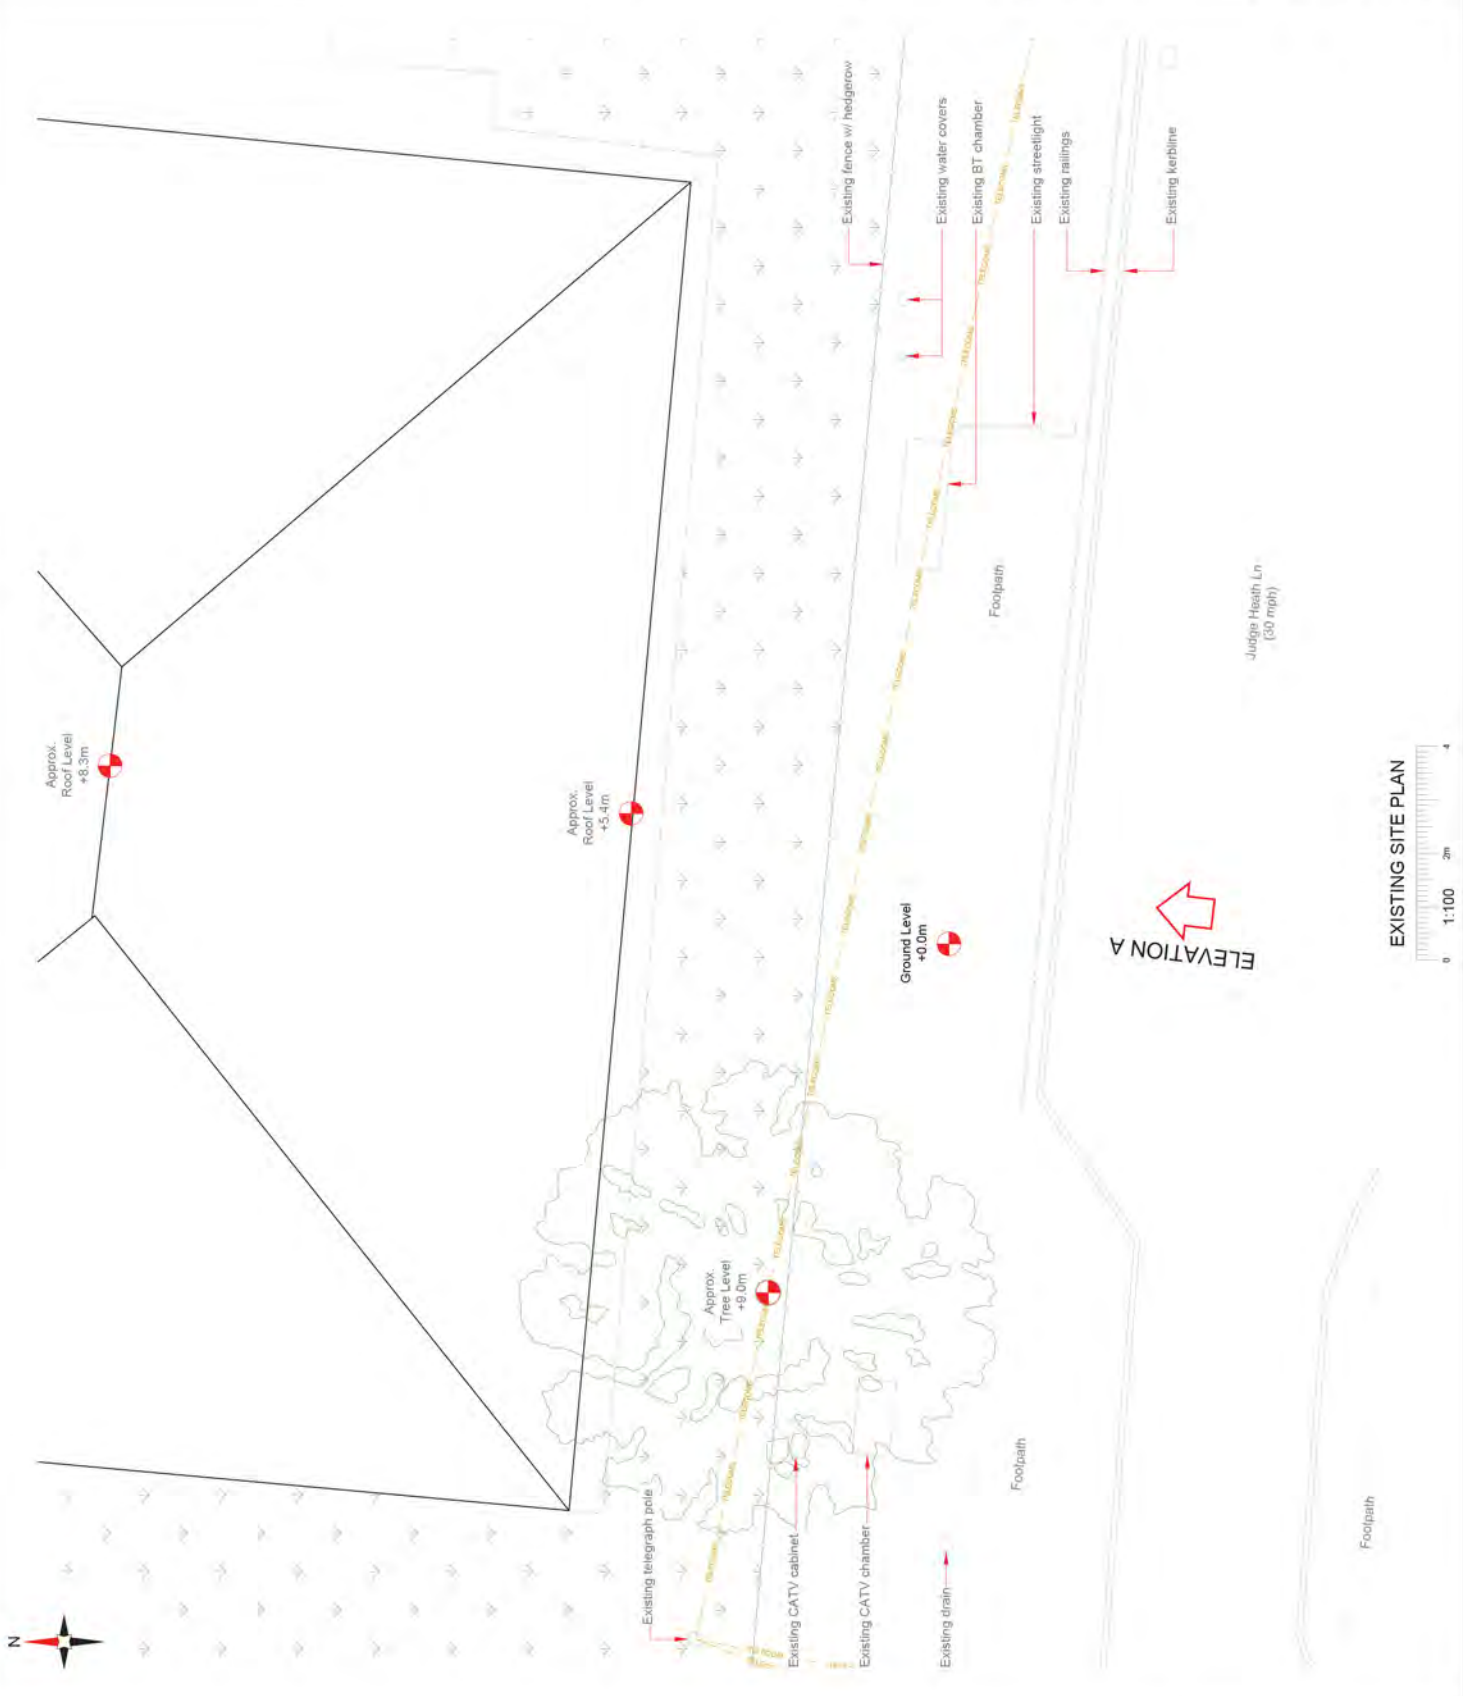 N
Approx.
Roof Level
+8.3m
Approx.
Roof Level
+5.4m
Approx.
Tree Level
+9.0m
Ground Level
+0.0m
Existing telegraph pole
Existing CATV cabinet
Existing CATV chamber
Existing drain
Existing fence w/ hedgerow
Existing water covers
Existing BT chamber
Existing streetlight
Existing railings
Existing kerbline
Footpath
Footpath
Footpath
Judge Heath Ln
(30 mph)
ELEVATION A
EXISTING SITE PLAN
0 2m 4
1:100